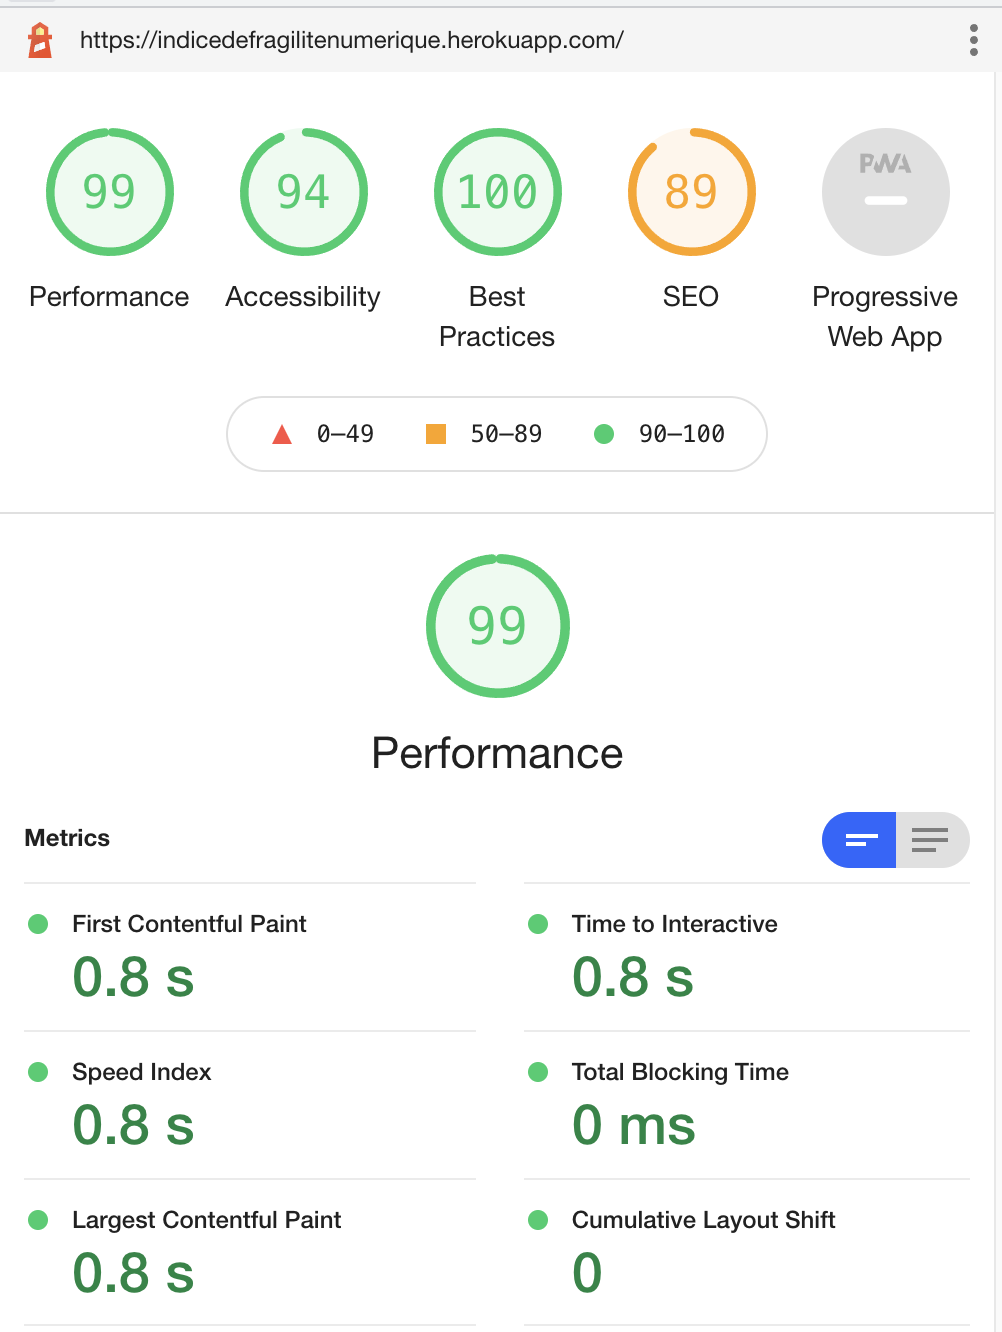 https://indicedefragilitenumerique.herokuapp.com/
99
94
100
89
PWA
Performance
Accessibility
Best
Practices
SEO
Progressive
Web App
0–49
50–89
90–100
99
Performance
Metrics
First Contentful Paint
0.8 s
Time to Interactive
0.8 s
Speed Index
0.8 s
Total Blocking Time
0 ms
Largest Contentful Paint
0.8 s
Cumulative Layout Shift
0